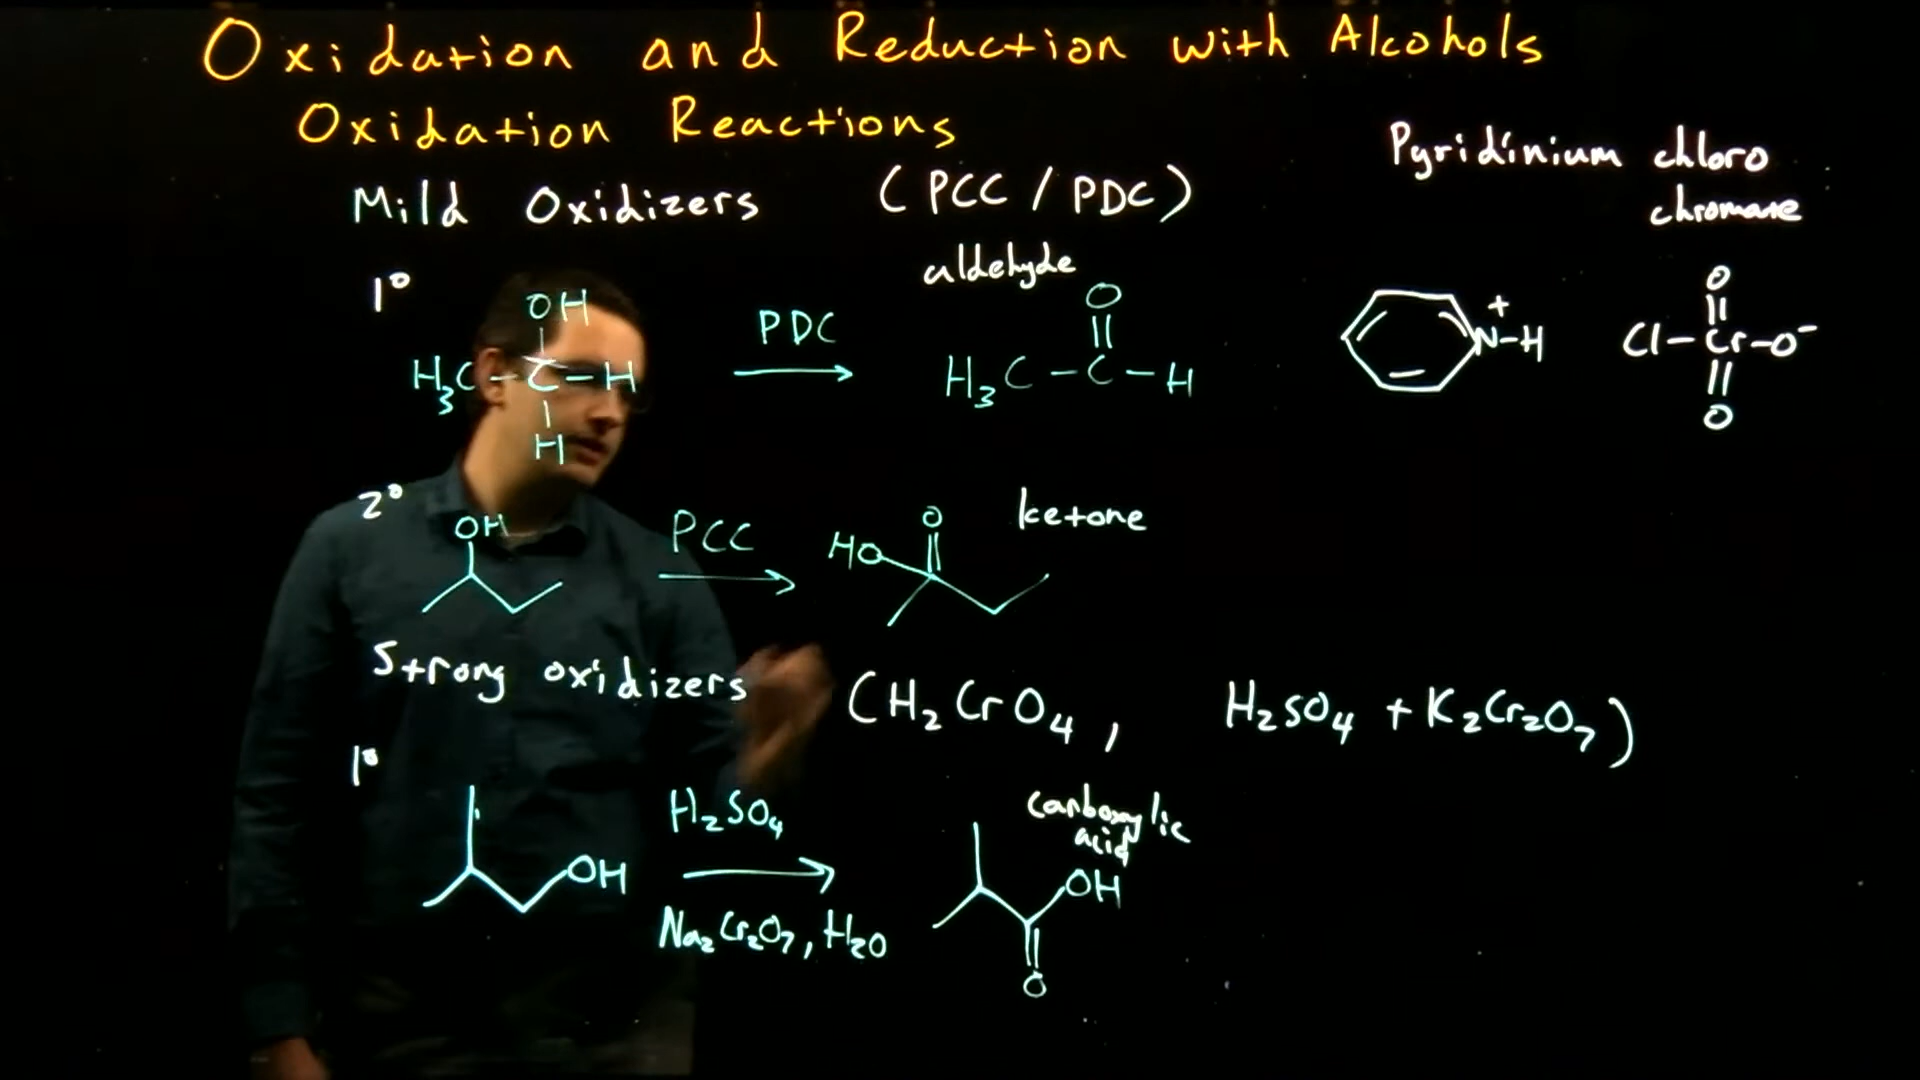 Oxidation and Reduction with Alcohols
Oxidation Reactions
Pyridinium chloro
chromate
Mild Oxidizers (PCC / PDC)
aldehyde
1°
OH
H₃C-C-H
H
PDC
O
H₃C-C-H
N-H
+
O
Cl-Cr-O⁻
O
2°
OH
PCC
HO
O
ketone
Strong oxidizers (H₂CrO₄, H₂SO₄ + K₂Cr₂O₇)
1°
OH
H₂SO₄
Na₂Cr₂O₇, H₂O
carboxylic
acid
OH
O